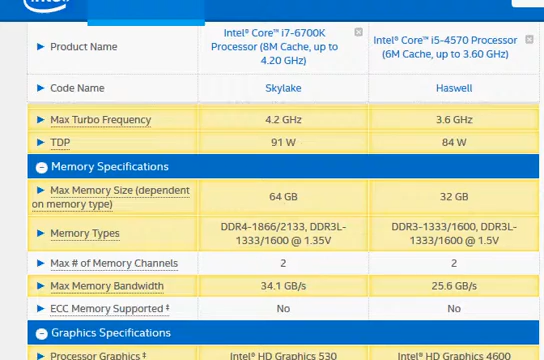 intel
Product Name
Intel® Core™ i7-6700K
Processor (8M Cache, up to
4.20 GHz)
Intel® Core™ i5-4570 Processor
(6M Cache, up to 3.60 GHz)
Code Name
Skylake
Haswell
Max Turbo Frequency
4.2 GHz
3.6 GHz
TDP
91 W
84 W
Memory Specifications
Max Memory Size (dependent
on memory type)
64 GB
32 GB
Memory Types
DDR4-1866/2133, DDR3L-
1333/1600 @ 1.35V
DDR3-1333/1600, DDR3L-
1333/1600 @ 1.5V
Max # of Memory Channels
2
2
Max Memory Bandwidth
34.1 GB/s
25.6 GB/s
ECC Memory Supported ‡
No
No
Graphics Specifications
Processor Graphics ‡
Intel® HD Graphics 530
Intel® HD Graphics 4600